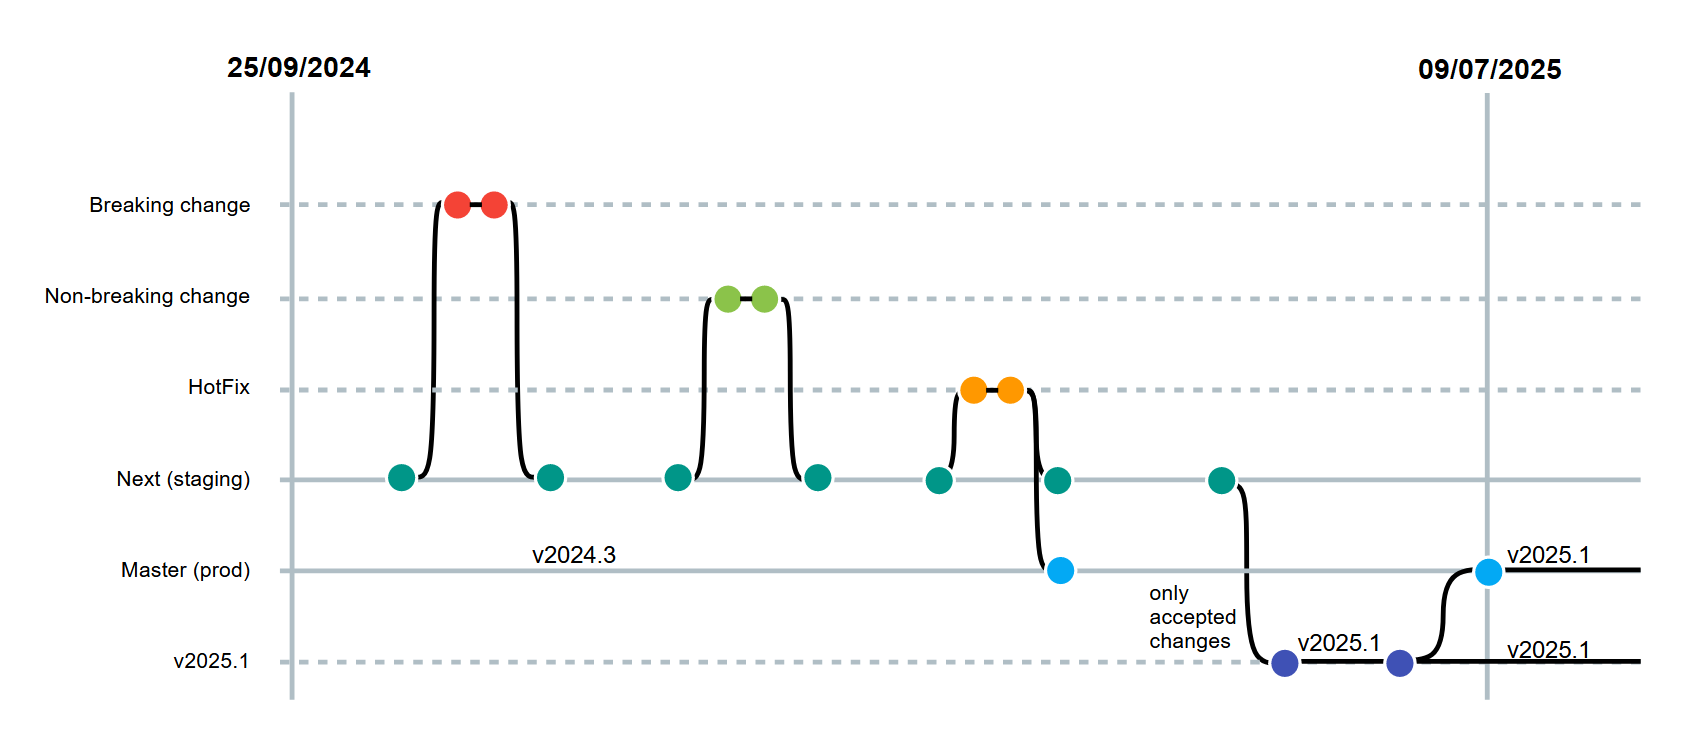 25/09/2024
09/07/2025
Breaking change
Non-breaking change
HotFix
Next (staging)
v2024.3
v2025.1
Master (prod)
only
accepted
changes
v2025.1
v2025.1
v2025.1